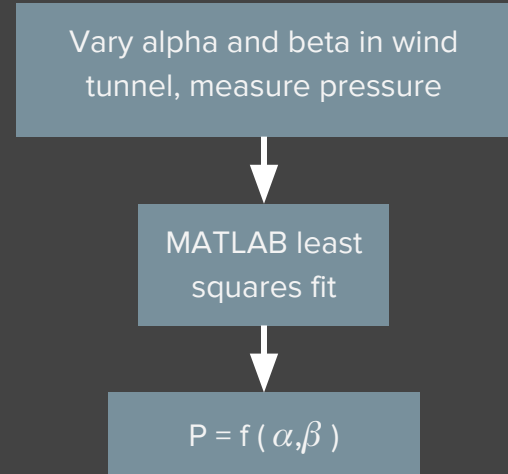 Vary alpha and beta in wind
tunnel, measure pressure
MATLAB least
squares fit
P = f ( α,β )